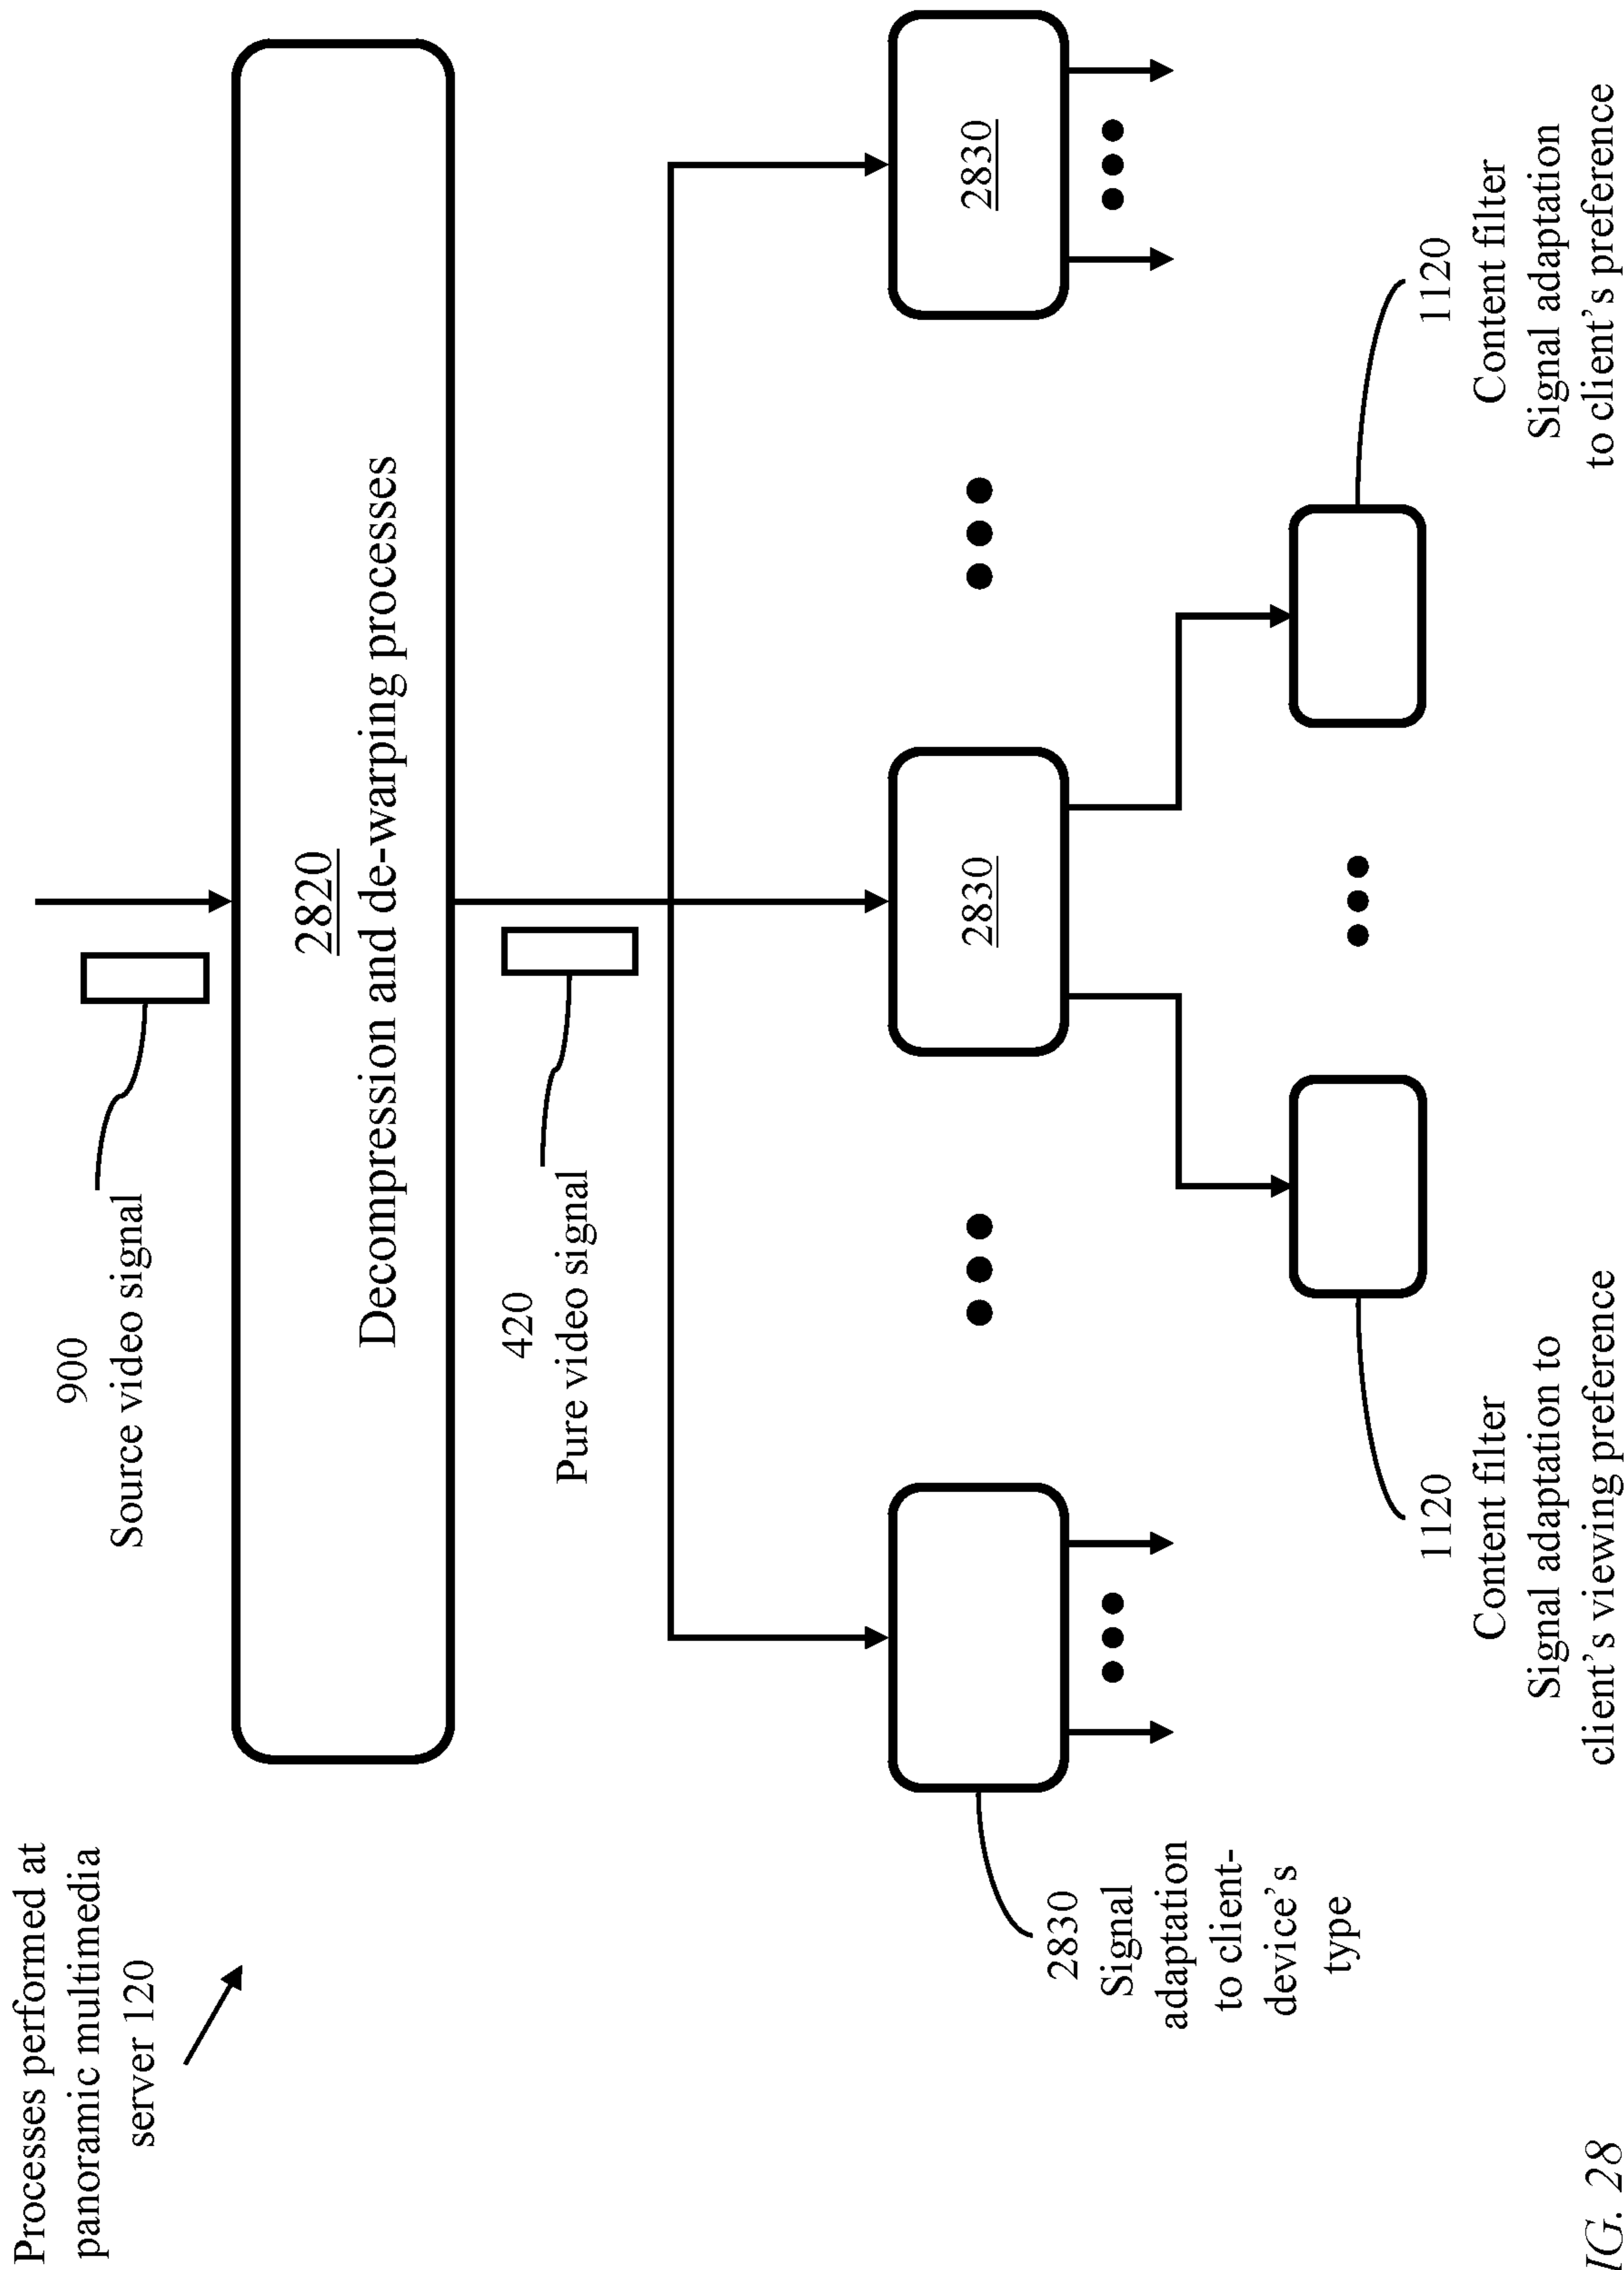 Processes performed at
panoramic multimedia
server 120
900
Source video signal
2820
Decompression and de-warping processes
420
Pure video signal
2830
2830
2830
Signal
adaptation
to client-
device's
type
1120
Content filter
Signal adaptation to
client's viewing preference
1120
Content filter
Signal adaptation
to client's preference
IG. 28